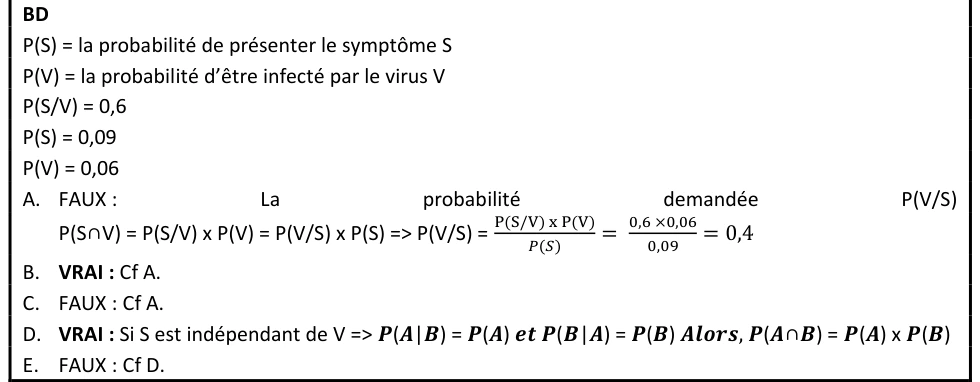 BD
P(S) = la probabilité de présenter le symptôme S
P(V) = la probabilité d’être infecté par le virus V
P(S/V) = 0,6
P(S) = 0,09
P(V) = 0,06
A. FAUX : La probabilité demandée P(V/S)
P(S∩V) = P(S/V) x P(V) = P(V/S) x P(S) => P(V/S) = \frac{P(S/V) x P(V)}{P(S)} = \frac{0,6 ×0,06}{0,09} = 0,4
B. VRAI : Cf A.
C. FAUX : Cf A.
D. VRAI : Si S est indépendant de V => P(A|B) = P(A) et P(B|A) = P(B) Alors, P(A∩B) = P(A) x P(B)
E. FAUX : Cf D.